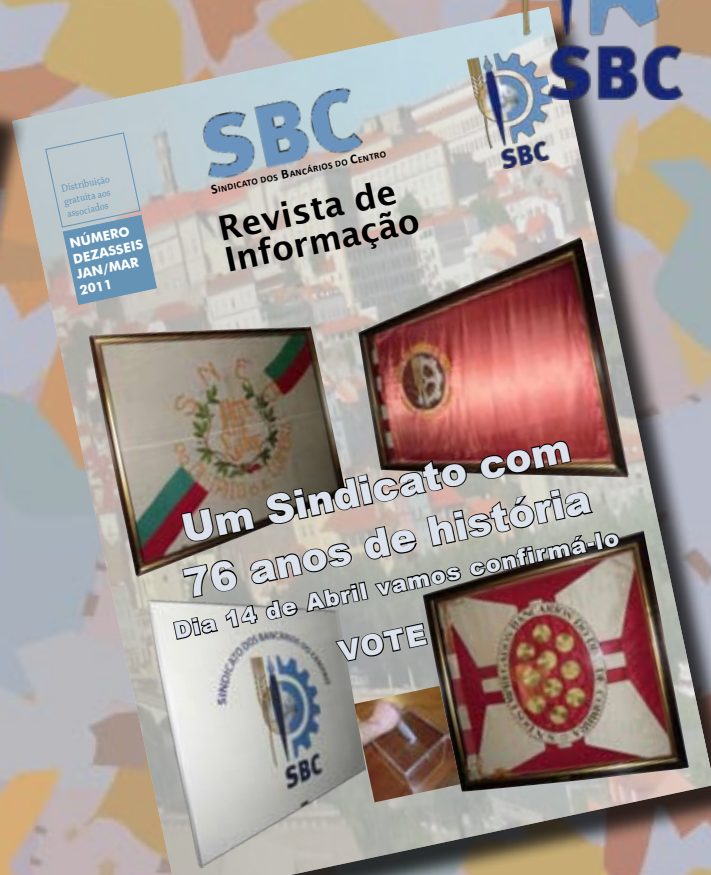 SBC
SBC
SINDICATO DOS BANCÁRIOS DO CENTRO
SBC
Distribuição
gratuita aos
associados
Revista de
Informação
NÚMERO
DEZASSEIS
JAN/MAR
2011
Um Sindicato com
76 anos de história
Dia 14 de Abril vamos confirmá-lo
VOTE
SINDICATO DOS BANCÁRIOS DO CENTRO
SBC